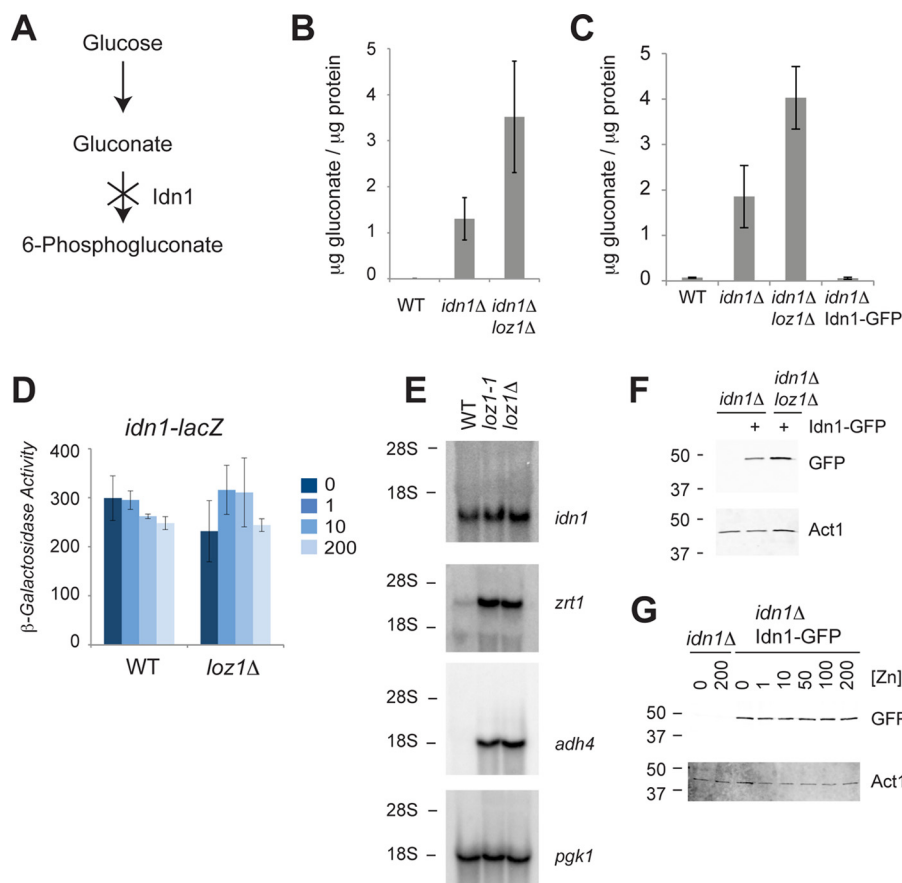 A
Glucose
Gluconate
Idn1
6-Phosphogluconate
B
μg gluconate / μg protein
5
4
3
2
1
0
WT
idn1Δ
idn1Δ
loz1Δ
C
μg gluconate / μg protein
5
4
3
2
1
0
WT
idn1Δ
idn1Δ
loz1Δ
idn1Δ
Idn1-GFP
D
idn1-lacZ
β-Galactosidase Activity
400
300
200
100
0
WT
loz1Δ
0
1
10
200
E
WT
loz1-1
loz1Δ
28S –
18S –
idn1
28S –
18S –
zrt1
28S –
18S –
adh4
28S –
18S –
pgk1
F
idn1Δ
idn1Δ
loz1Δ
+ + Idn1-GFP
50 –
37 –
GFP
50 –
37 –
Act1
G
idn1Δ
idn1Δ
Idn1-GFP
0 200 0 1 10 50 100 200 [Zn]
50 –
37 –
GFP
50 –
37 –
Act1